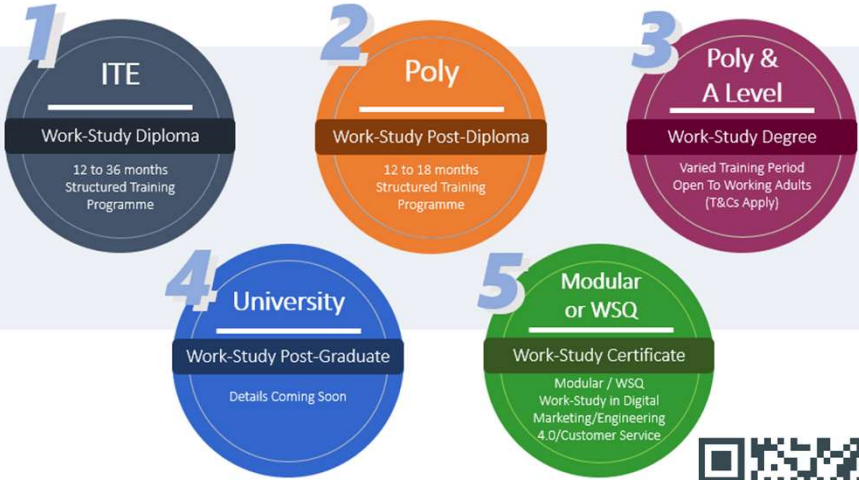 1
ITE
Work-Study Diploma
12 to 36 months
Structured Training
Programme
2
Poly
Work-Study Post-Diploma
12 to 18 months
Structured Training
Programme
3
Poly &
A Level
Work-Study Degree
Varied Training Period
Open To Working Adults
(T&Cs Apply)
4
University
Work-Study Post-Graduate
Details Coming Soon
5
Modular
or WSQ
Work-Study Certificate
Modular / WSQ
Work-Study in Digital
Marketing/Engineering
4.0/Customer Service